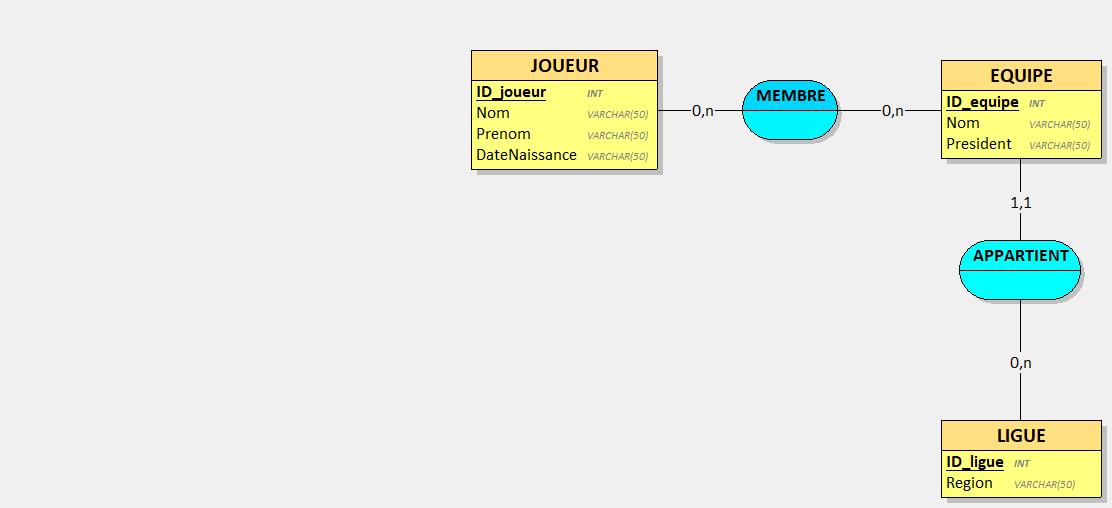 JOUEUR
ID_joueur INT
Nom VARCHAR(50)
Prenom VARCHAR(50)
DateNaissance VARCHAR(50)
0,n
MEMBRE
0,n
EQUIPE
ID_equipe INT
Nom VARCHAR(50)
President VARCHAR(50)
1,1
APPARTIENT
0,n
LIGUE
ID_ligue INT
Region VARCHAR(50)